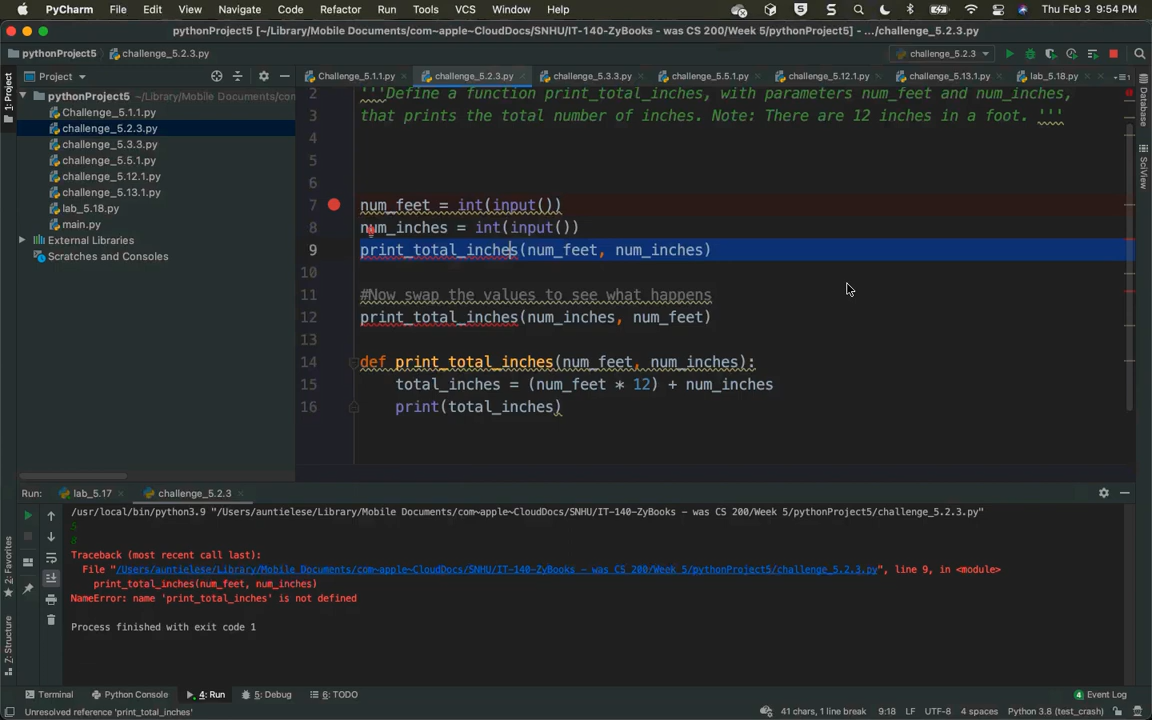 PyCharm File Edit View Navigate Code Refactor Run Tools VCS Window Help Thu Feb 3 9:54 PM
pythonProject5 [~/Library/Mobile Documents/com~apple~CloudDocs/SNHU/IT-140-ZyBooks – was CS 200/Week 5/pythonProject5] – .../challenge_5.2.3.py
pythonProject5 challenge_5.2.3.py challenge_5.2.3
Project challenge_5.1.1.py challenge_5.2.3.py challenge_5.3.3.py challenge_5.5.1.py challenge_5.12.1.py challenge_5.13.1.py lab_5.18.py
1: Project
pythonProject5 ~/Library/Mobile Documents/com
Challenge_5.1.1.py
challenge_5.2.3.py
challenge_5.3.3.py
challenge_5.5.1.py
challenge_5.12.1.py
challenge_5.13.1.py
lab_5.18.py
main.py
External Libraries
Scratches and Consoles
2 '''Define a function print_total_inches, with parameters num_feet and num_inches,
3 that prints the total number of inches. Note: There are 12 inches in a foot. '''
4
5
6
7 num_feet = int(input())
8 num_inches = int(input())
9 print_total_inches(num_feet, num_inches)
10
11 #Now swap the values to see what happens
12 print_total_inches(num_inches, num_feet)
13
14 def print_total_inches(num_feet, num_inches):
15 total_inches = (num_feet * 12) + num_inches
16 print(total_inches)
Database
SciView
Run: lab_5.17 challenge_5.2.3
/usr/local/bin/python3.9 "/Users/auntielese/Library/Mobile Documents/com~apple~CloudDocs/SNHU/IT-140-ZyBooks – was CS 200/Week 5/pythonProject5/challenge_5.2.3.py"
5
8
Traceback (most recent call last):
File "/Users/auntielese/Library/Mobile Documents/com~apple~CloudDocs/SNHU/IT-140-ZyBooks – was CS 200/Week 5/pythonProject5/challenge_5.2.3.py", line 9, in <module>
print_total_inches(num_feet, num_inches)
NameError: name 'print_total_inches' is not defined
Process finished with exit code 1
2: Favorites
7: Structure
Terminal Python Console 4: Run 5: Debug 6: TODO 4 Event Log
Unresolved reference 'print_total_inches' 41 chars, 1 line break 9:18 LF UTF-8 4 spaces Python 3.8 (test_crash)